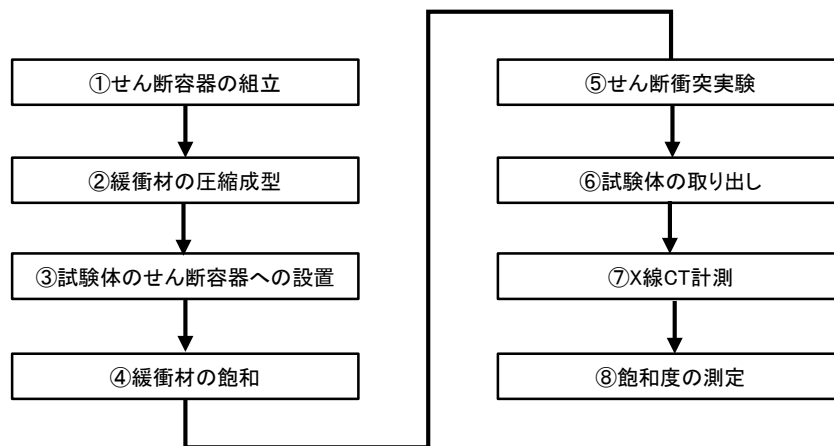 ①せん断容器の組立
②緩衝材の圧縮成型
③試験体のせん断容器への設置
④緩衝材の飽和
⑤せん断衝突実験
⑥試験体の取り出し
⑦X線CT計測
⑧飽和度の測定